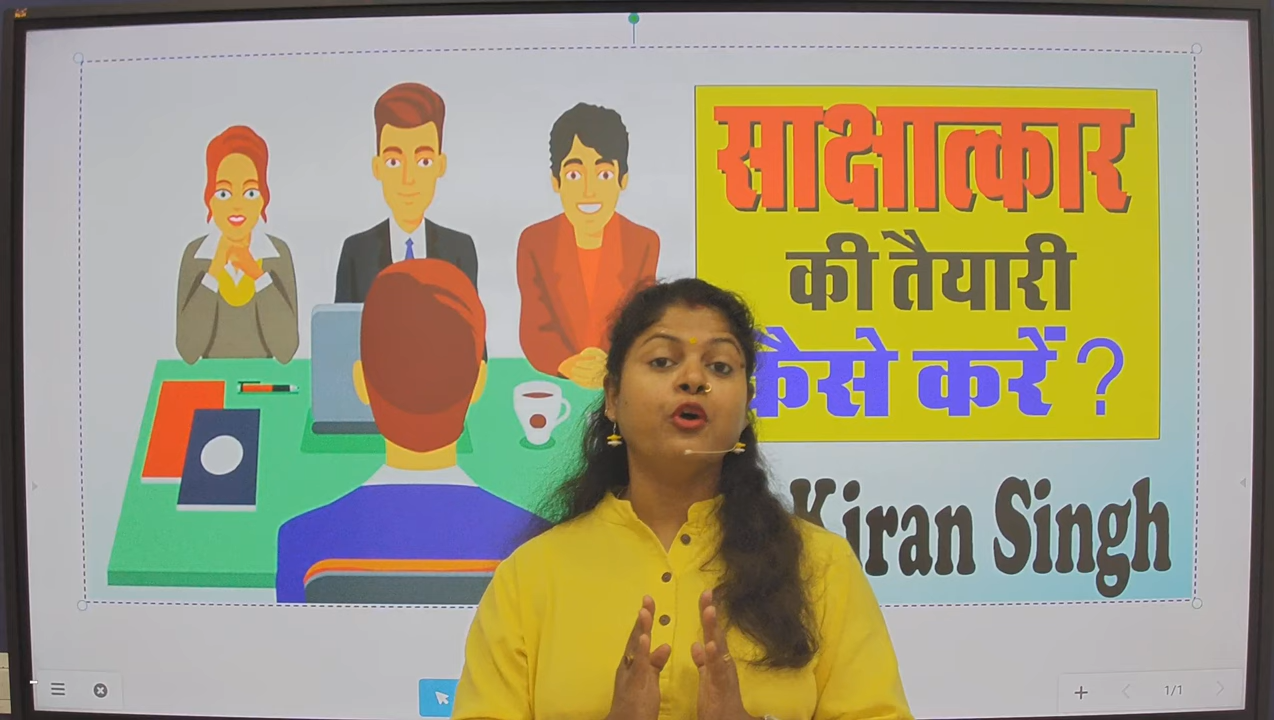 साक्षात्कार
की तैयारी
कैसे करें ?
Kiran Singh
1/1